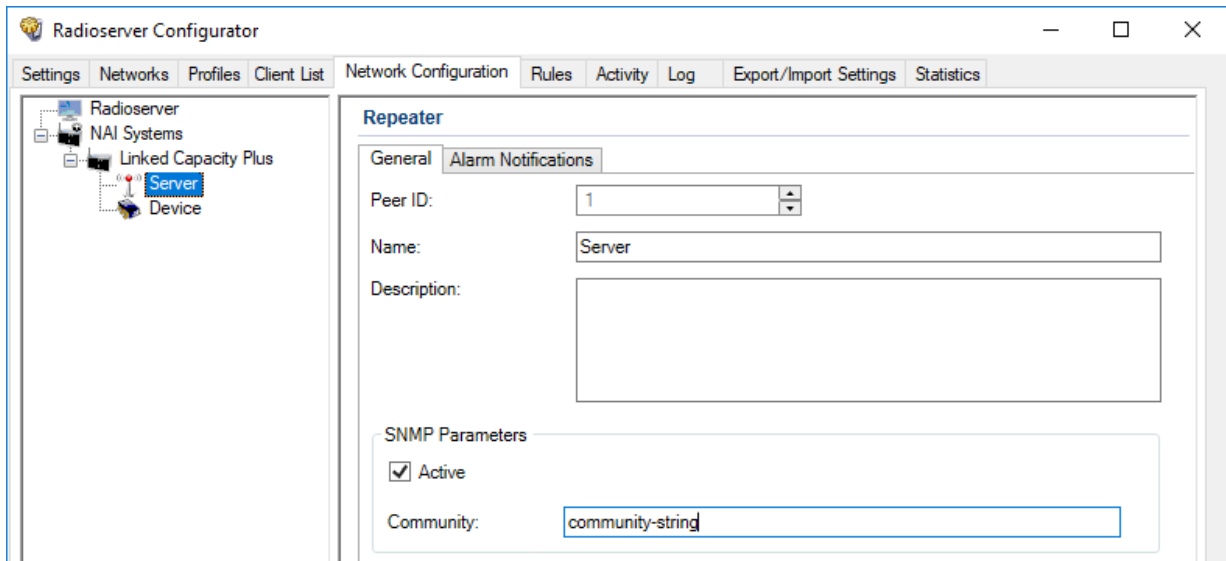 Radioserver Configurator
Settings Networks Profiles Client List Network Configuration Rules Activity Log Export/Import Settings Statistics
Radioserver
NAI Systems
Linked Capacity Plus
Server
Device
Repeater
General Alarm Notifications
Peer ID: 1
Name: Server
Description:
SNMP Parameters
Active
Community: community-string